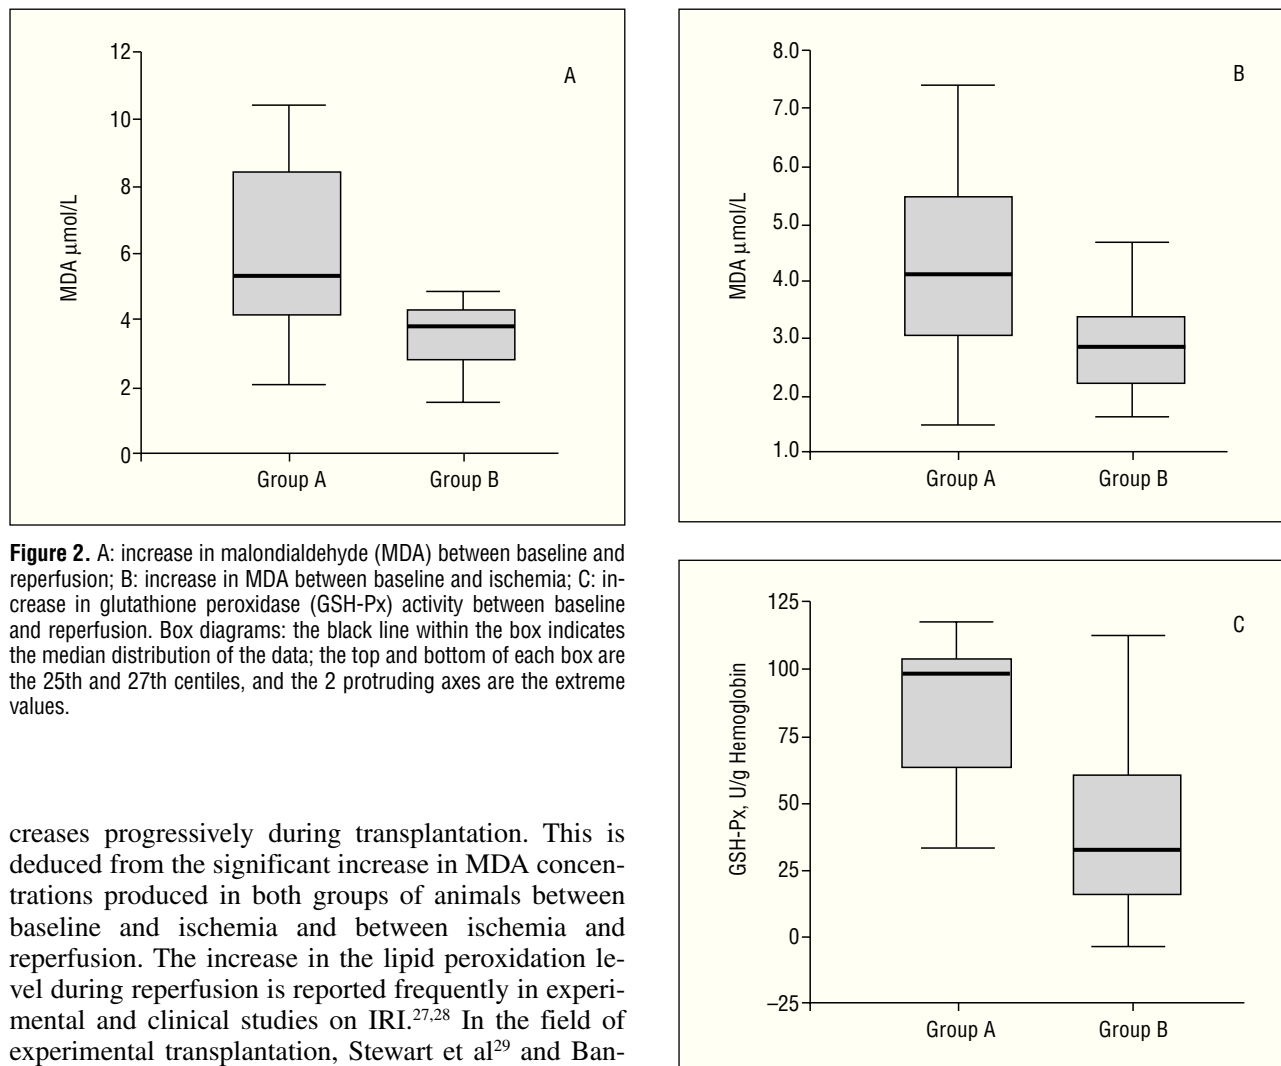 12
10
8
6
4
2
0
MDA µmol/L
A
Group A
Group B
Figure 2. A: increase in malondialdehyde (MDA) between baseline and
reperfusion; B: increase in MDA between baseline and ischemia; C: in-
crease in glutathione peroxidase (GSH-Px) activity between baseline
and reperfusion. Box diagrams: the black line within the box indicates
the median distribution of the data; the top and bottom of each box are
the 25th and 27th centiles, and the 2 protruding axes are the extreme
values.
creases progressively during transplantation. This is
deduced from the significant increase in MDA concen-
trations produced in both groups of animals between
baseline and ischemia and between ischemia and
reperfusion. The increase in the lipid peroxidation le-
vel during reperfusion is reported frequently in experi-
mental and clinical studies on IRI.27,28 In the field of
experimental transplantation, Stewart et al29 and Ban-
8.0
7.0
6.0
5.0
4.0
3.0
2.0
1.0
MDA µmol/L
B
Group A
Group B
125
100
75
50
25
0
–25
GSH-Px, U/g Hemoglobin
C
Group A
Group B